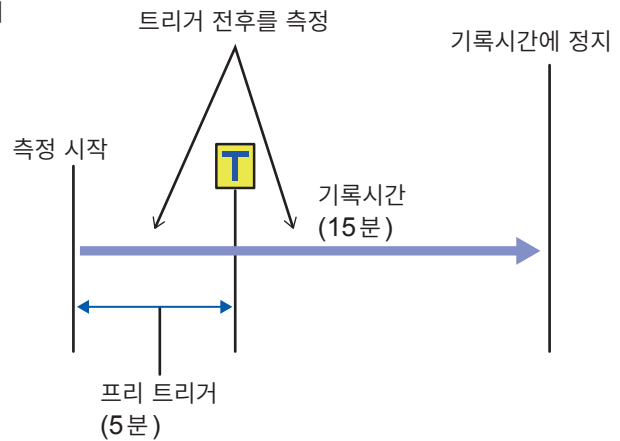 트리거 전후를 측정
기록시간에 정지
측정 시작
T
기록시간
(15분)
프리 트리거
(5분)